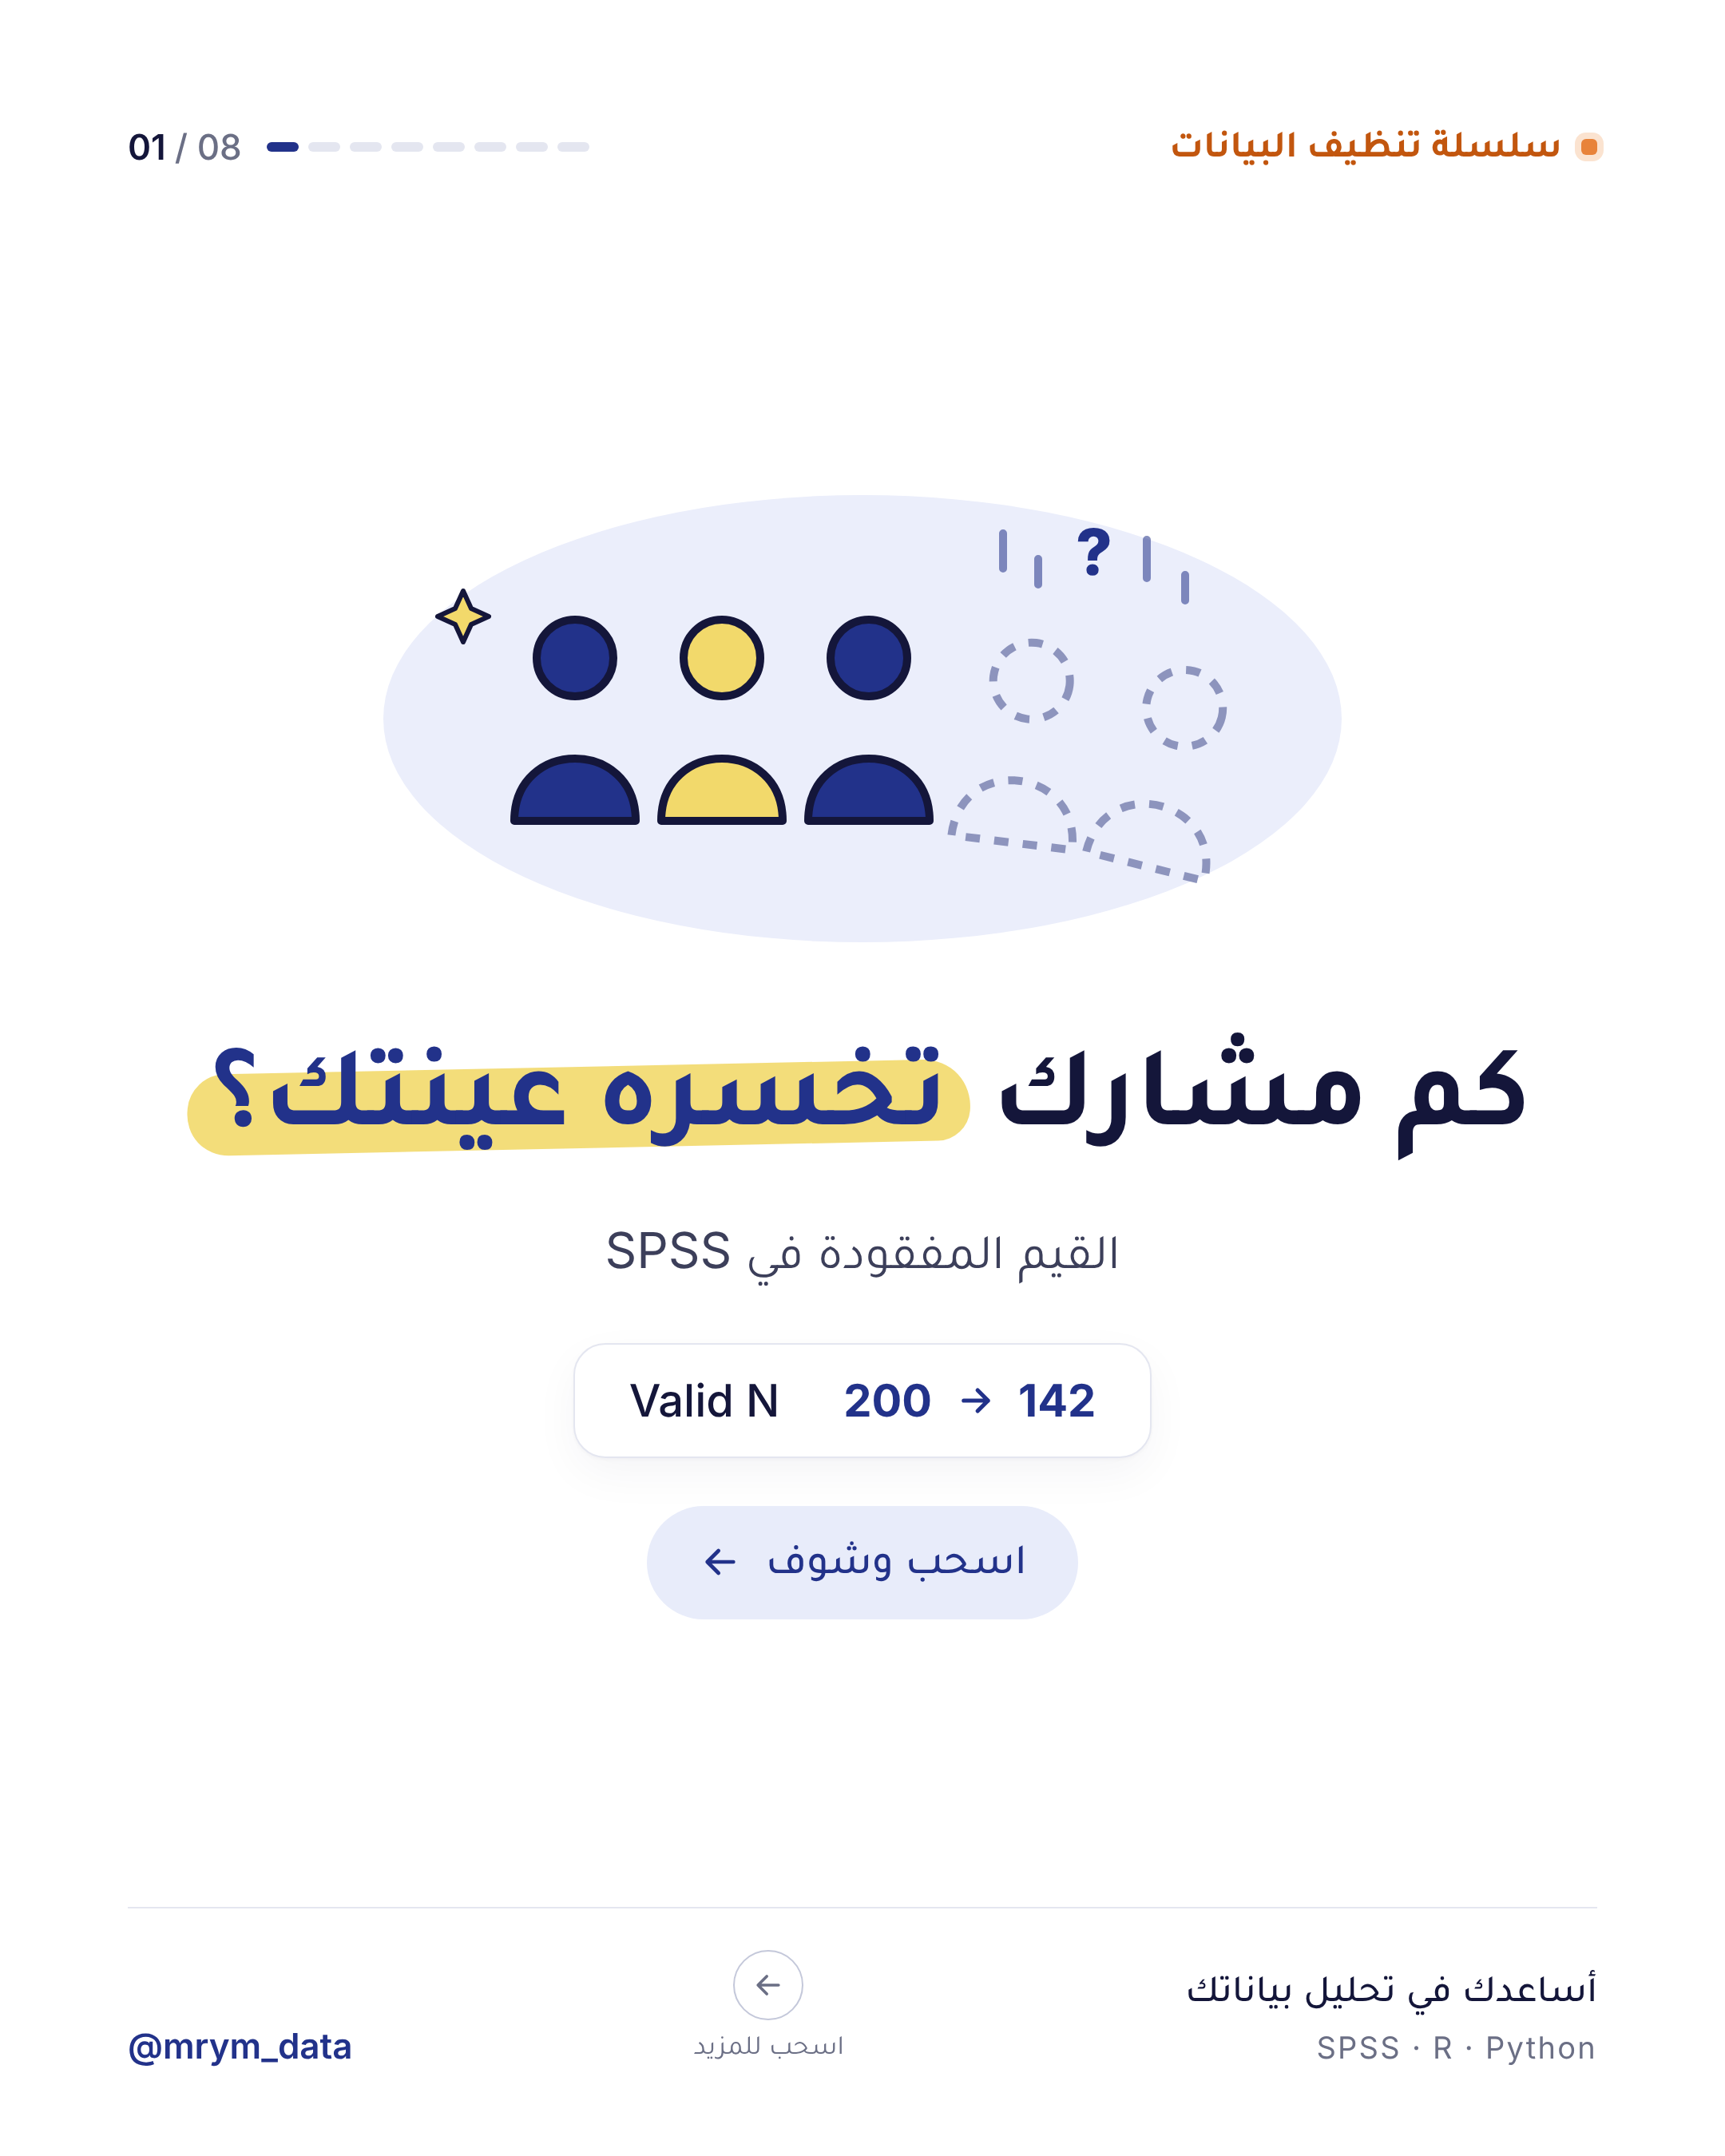 سلسلة تنظيف البيانات
01 / 08
?
كم مشارك تخسره عينتك؟
القيم المفقودة في SPSS
Valid N 200 → 142
اسحب وشوف ←
أساعدك في تحليل بياناتك
SPSS · R · Python
←
اسحب للمزيد
@mrym_data